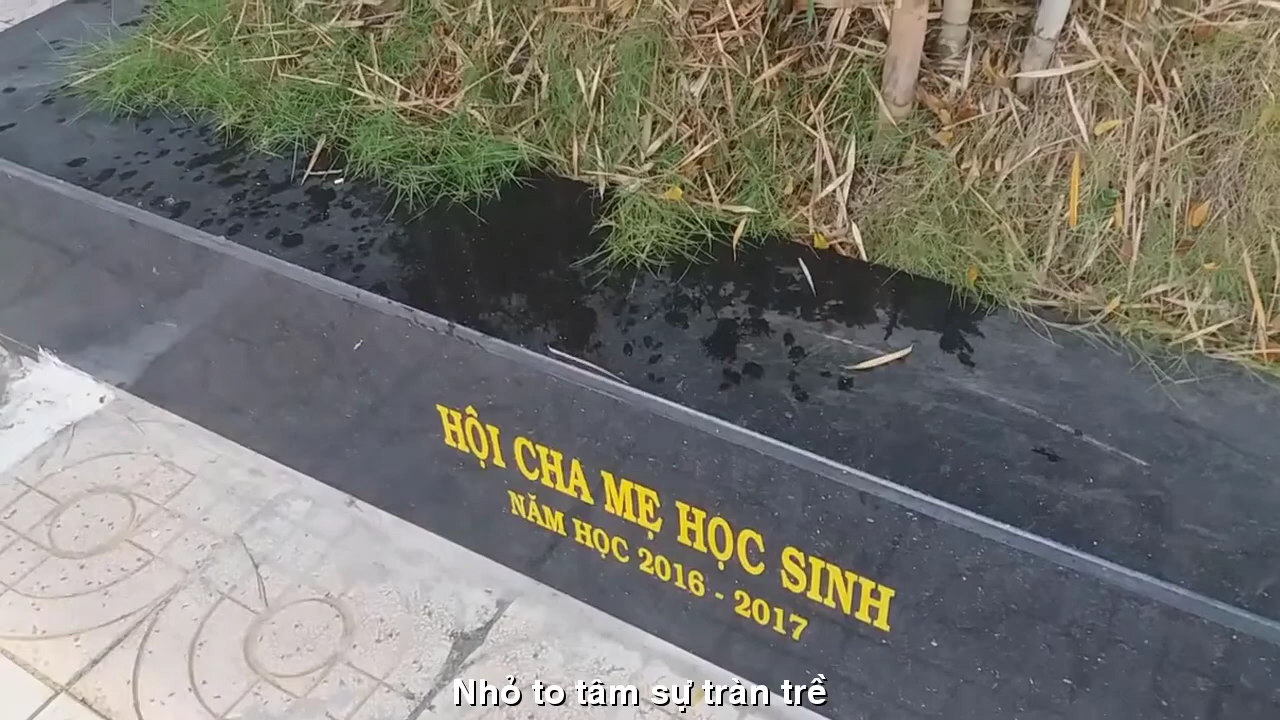 HỘI CHA MẸ HỌC SINH
NĂM HỌC 2016 - 2017
Nhỏ to tâm sự tràn trề